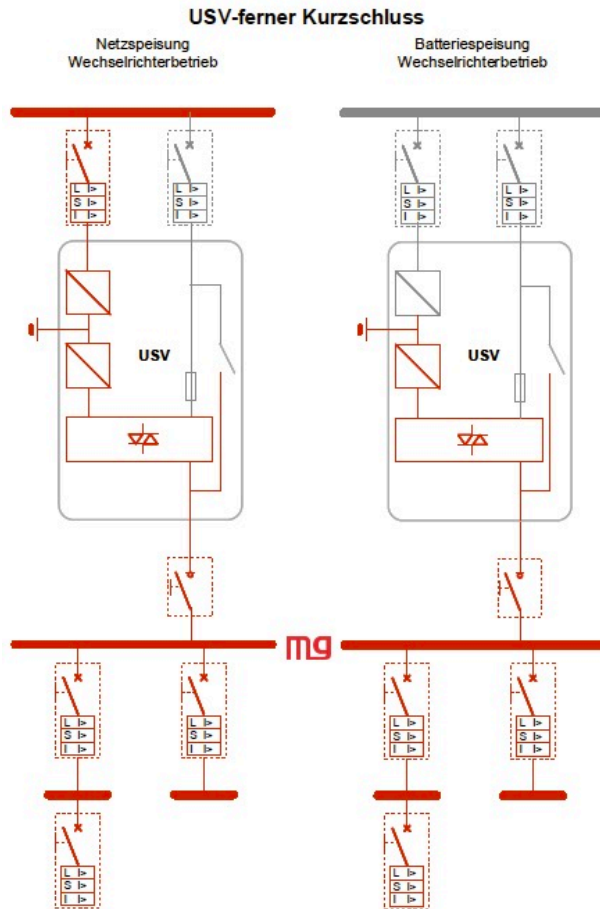 USV-ferner Kurzschluss
Netzspeisung
Wechselrichterbetrieb
Batteriespeisung
Wechselrichterbetrieb
L I>
S I>
I I>
L I>
S I>
I I>
L I>
S I>
I I>
L I>
S I>
I I>
USV
USV
mg
L I>
S I>
I I>
L I>
S I>
I I>
L I>
S I>
I I>
L I>
S I>
I I>
L I>
S I>
I I>
L I>
S I>
I I>